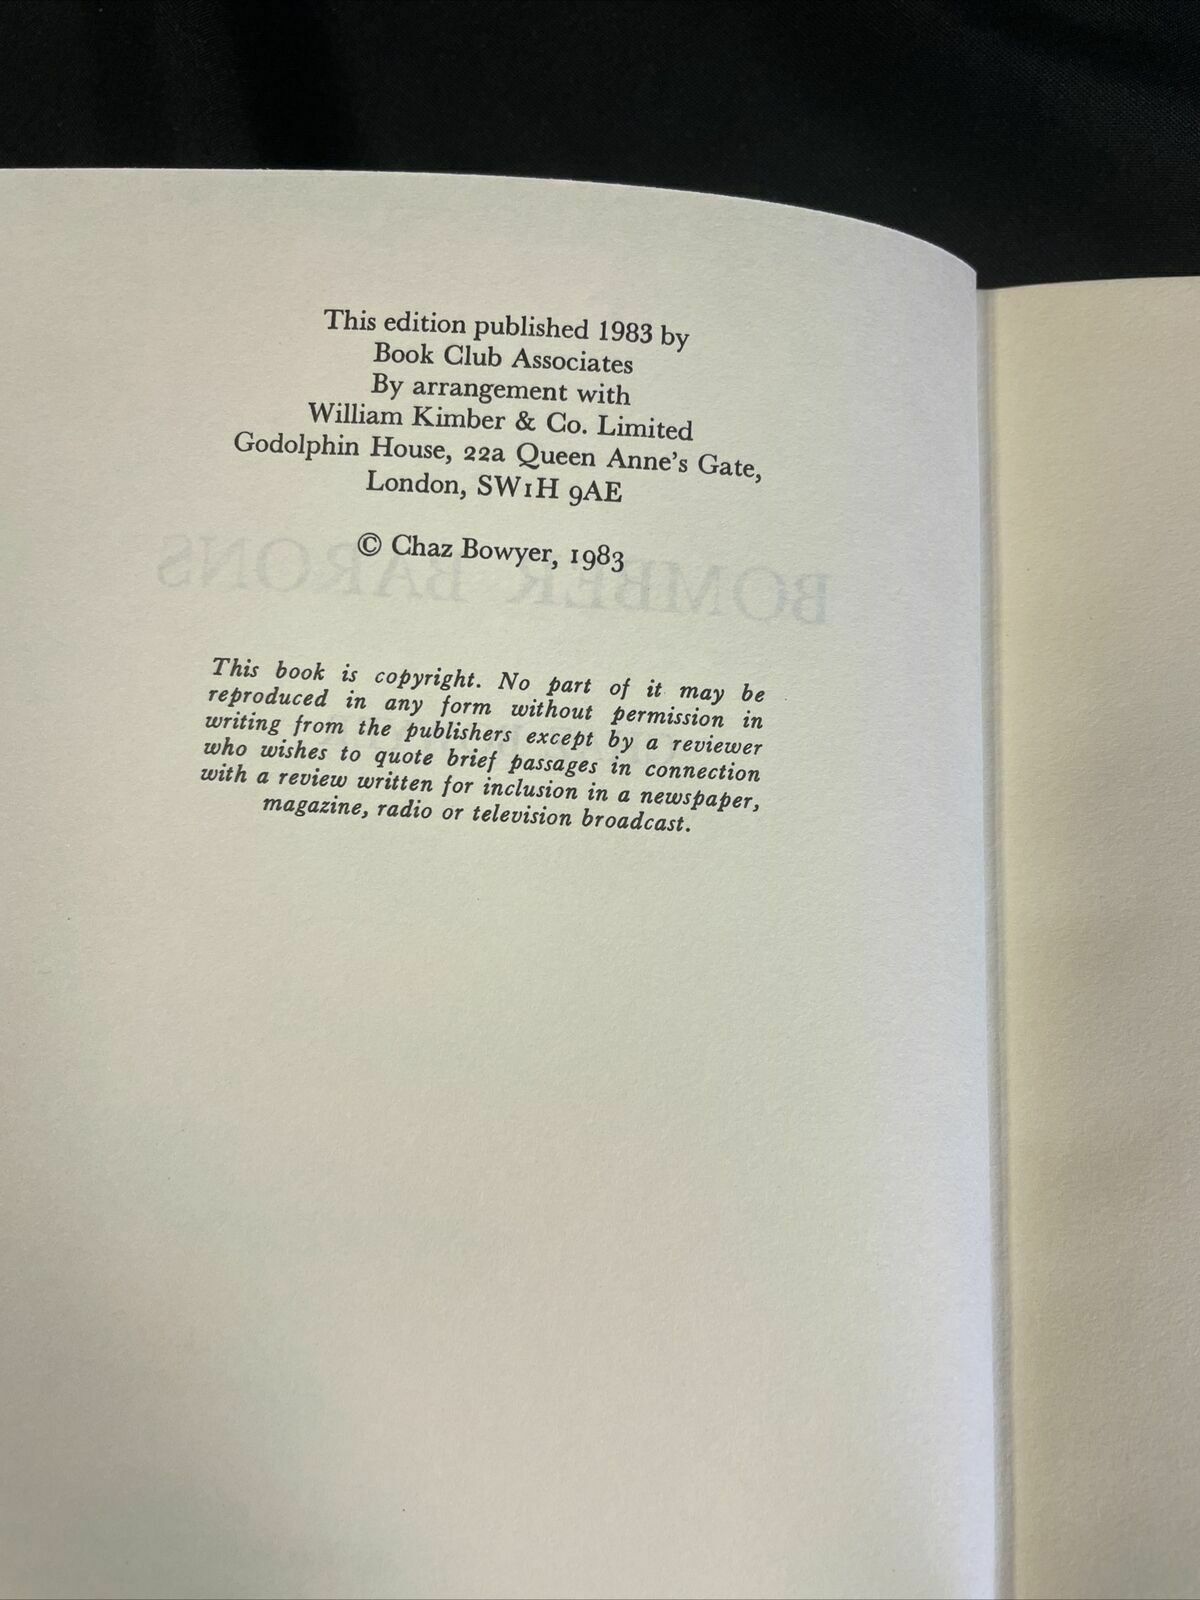 This edition published 1983 by
Book Club Associates
By arrangement with
William Kimber & Co. Limited
Godolphin House, 22a Queen Anne's Gate,
London, SW1H 9AE
© Chaz Bowyer, 1983
BOMBER BARONS
This book is copyright. No part of it may be
reproduced in any form without permission in
writing from the publishers except by a reviewer
who wishes to quote brief passages in connection
with a review written for inclusion in a newspaper,
magazine, radio or television broadcast.